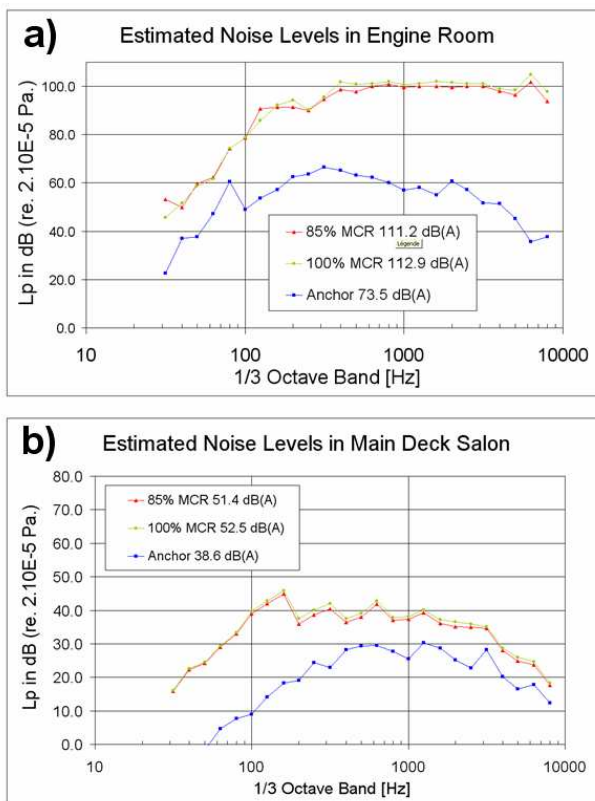 a)
Estimated Noise Levels in Engine Room
Lp in dB (re. 2.10E-5 Pa.)
100.0
80.0
60.0
40.0
20.0
0.0
85% MCR 111.2 dB(A)
Légende
100% MCR 112.9 dB(A)
Anchor 73.5 dB(A)
10
100
1000
10000
1/3 Octave Band [Hz]
b)
Estimated Noise Levels in Main Deck Salon
Lp in dB (re. 2.10E-5 Pa.)
80.0
70.0
60.0
50.0
40.0
30.0
20.0
10.0
0.0
85% MCR 51.4 dB(A)
100% MCR 52.5 dB(A)
Anchor 38.6 dB(A)
10
100
1000
10000
1/3 Octave Band [Hz]